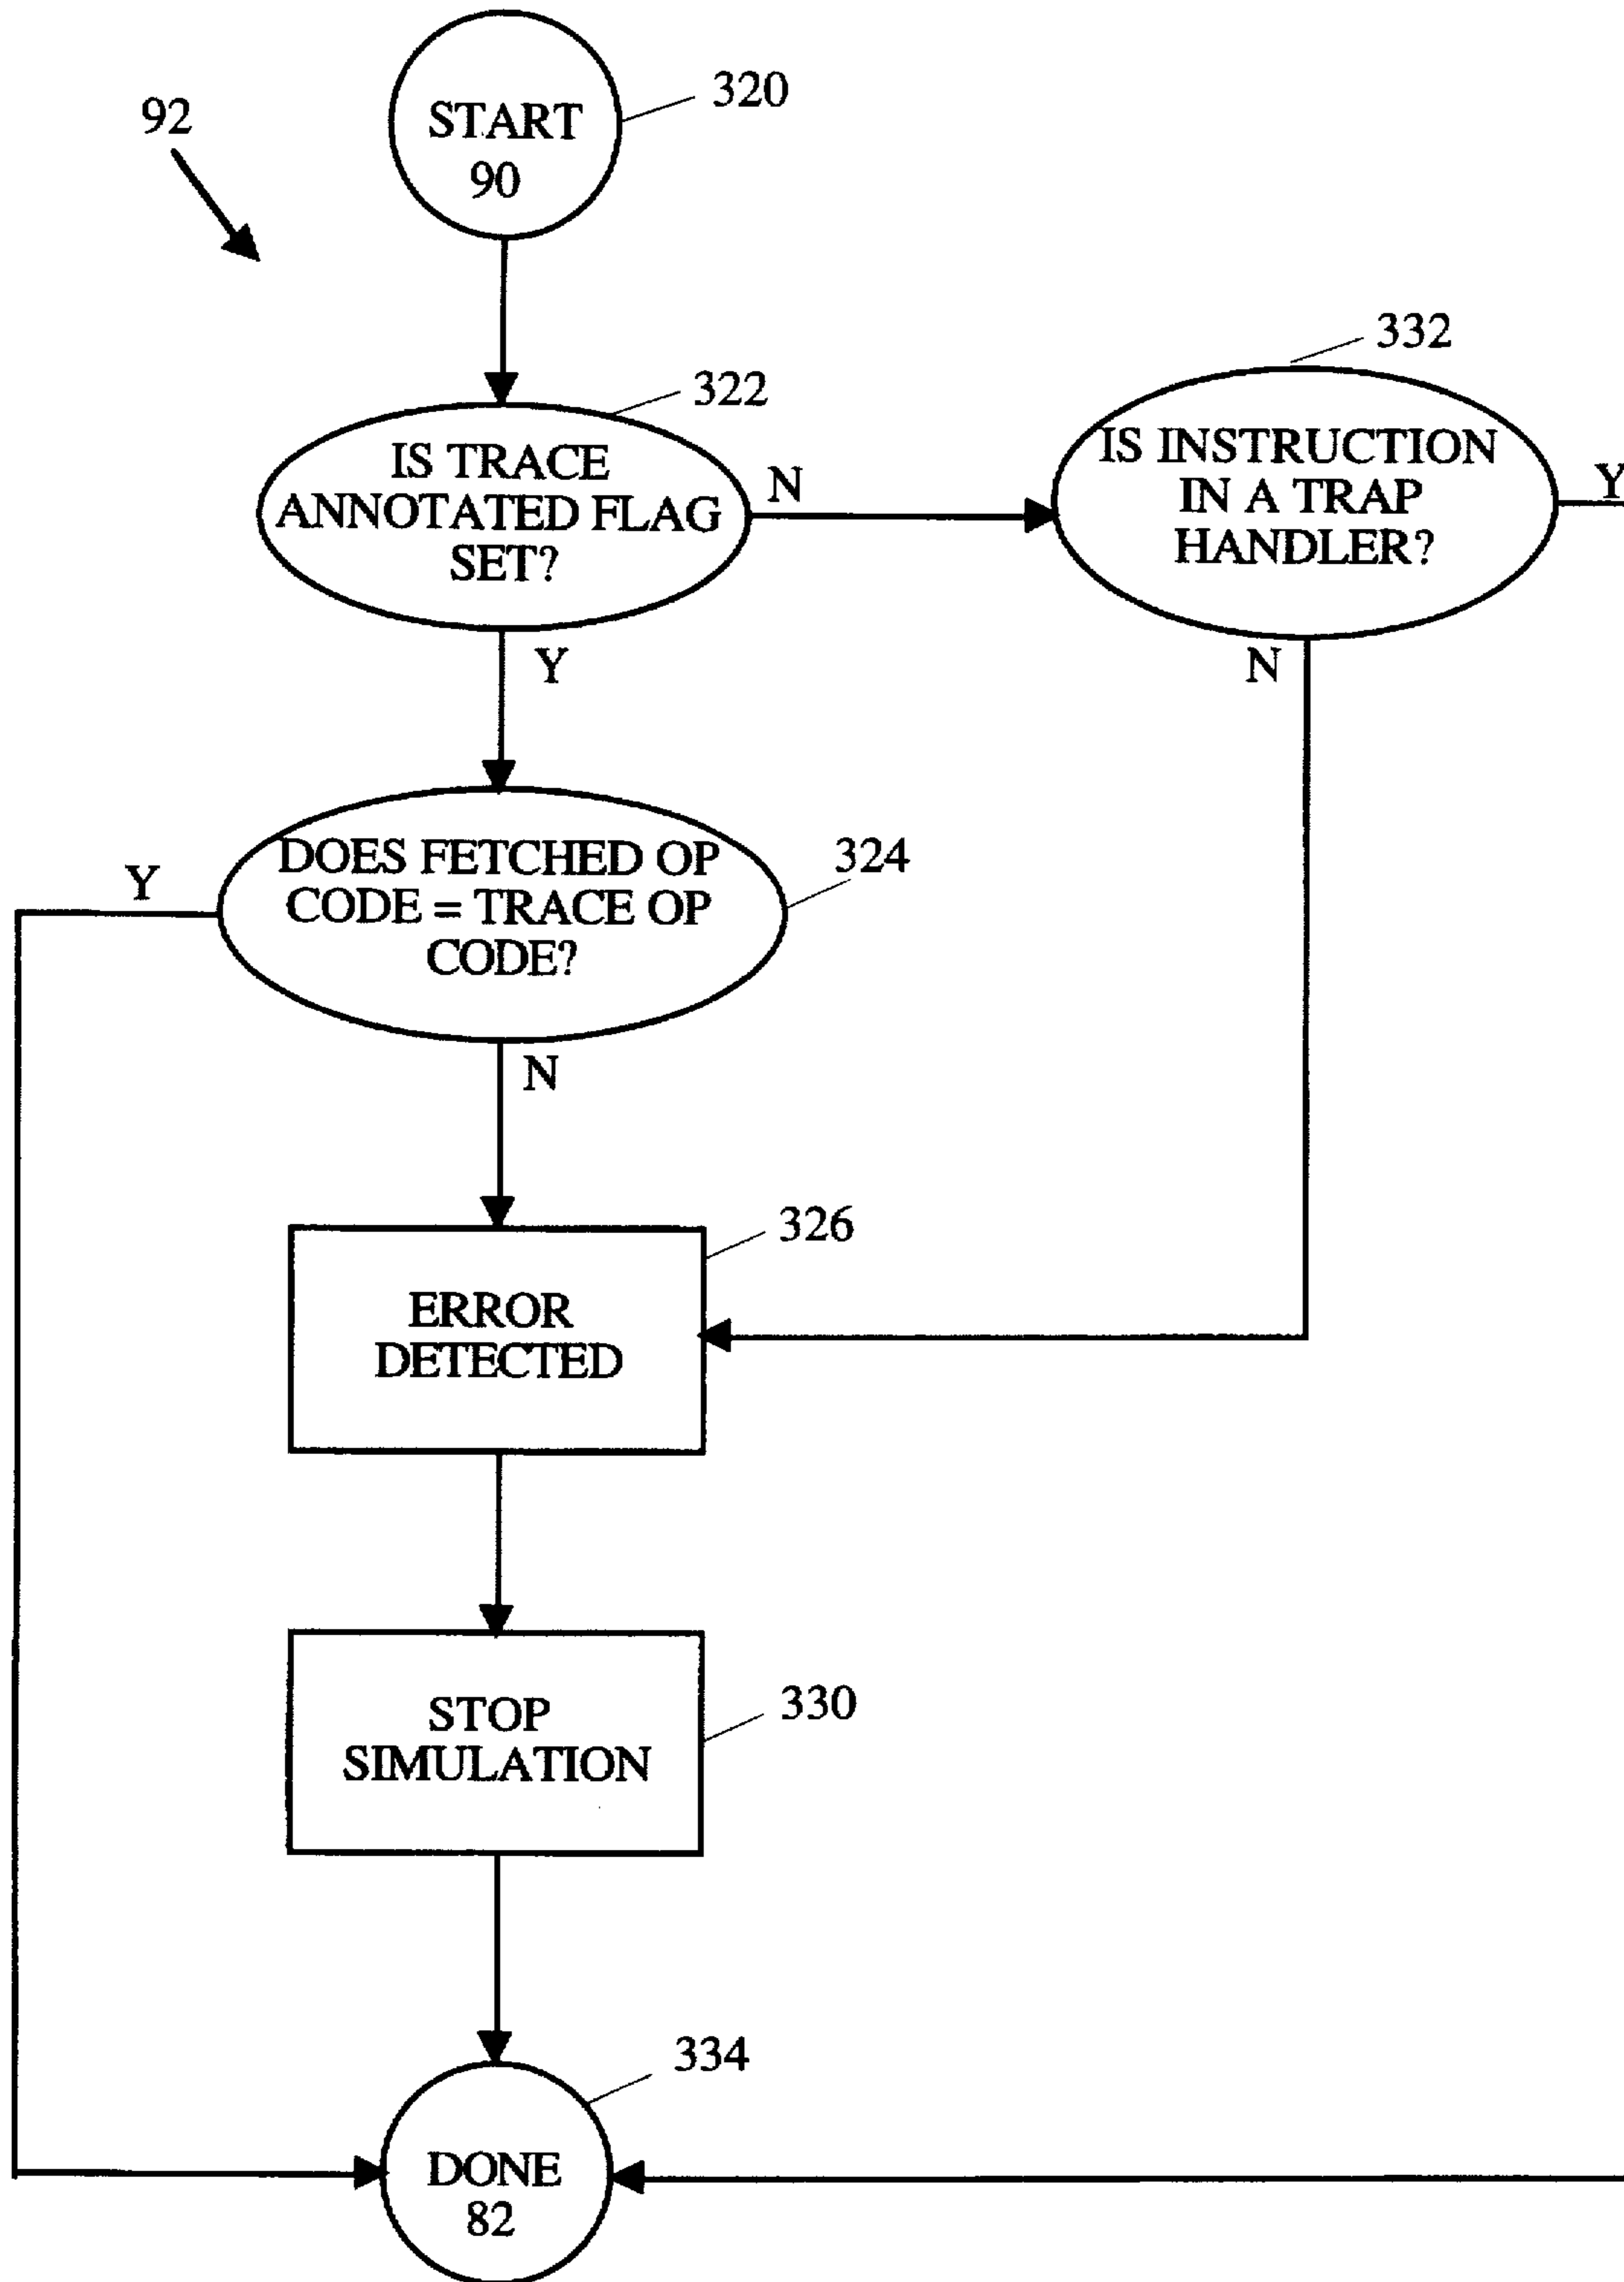 92
START
90
320
IS TRACE
ANNOTATED FLAG
SET?
322
N
Y
IS INSTRUCTION
IN A TRAP
HANDLER?
332
Y
N
DOES FETCHED OP
CODE = TRACE OP
CODE?
324
Y
N
ERROR
DETECTED
326
STOP
SIMULATION
330
DONE
82
334